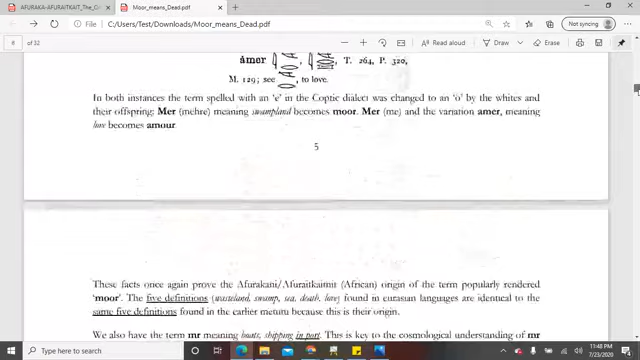 AFURAKA-AFURAITKAIT_The_C
Moor_means_Dead.pdf
File
C:/Users/Test/Downloads/Moor_means_Dead.pdf
Not syncing
8 of 32
Read aloud
Draw
Erase
ȧmer T. 264, P. 320,
M. 129; see , to love.
In both instances the term spelled with an 'e' in the Coptic dialect was changed to an 'o' by the whites and
their offspring: Mer (mehre) meaning swampland becomes moor. Mer (me) and the variation amer, meaning
love becomes amour.
5
These facts once again prove the Afurakani/Afuraitkaitnit (African) origin of the term popularly rendered
'moor'. The five definitions (wasteland, swamp, sea, death, love) found in eurasian languages are identical to the
same five definitions found in the earlier metutu because this is their origin.
We also have the term mr meaning boats, shipping in port. This is key to the cosmological understanding of mr
Type here to search
11:48 PM
7/23/2020